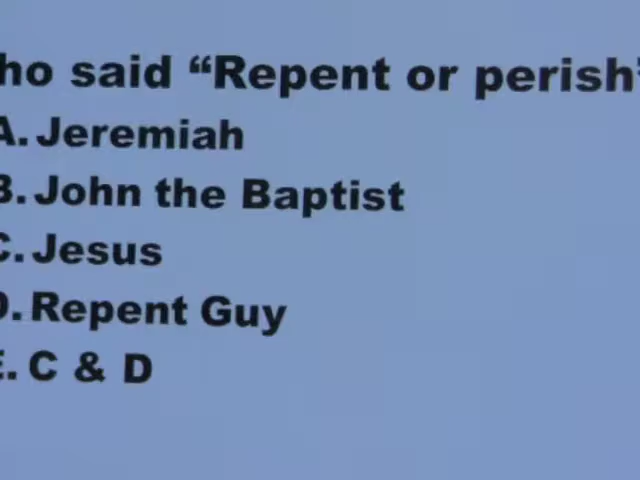 ho said “Repent or perish”
A. Jeremiah
B. John the Baptist
C. Jesus
D. Repent Guy
E. C & D